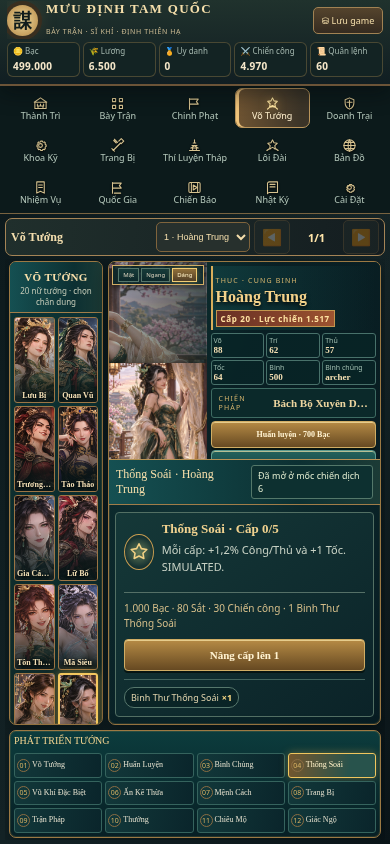 謀
MƯU ĐỊNH TAM QUỐC
BÀY TRẬN · SĨ KHÍ · ĐỊNH THIÊN HẠ
Lưu game
Bạc
499.000
Lương
6.500
Uy danh
0
Chiến công
4.970
Quân lệnh
60
Thành Trì
Bày Trận
Chinh Phạt
Võ Tướng
Doanh Trại
Khoa Kỹ
Trang Bị
Thí Luyện Tháp
Lôi Đài
Bản Đồ
Nhiệm Vụ
Quốc Gia
Chiến Báo
Nhật Ký
Cài Đặt
Võ Tướng
1 · Hoàng Trung
1/1
VÕ TƯỚNG
20 nữ tướng · chọn
chân dung
Lưu Bị
Quan Vũ
Trương...
Tào Tháo
Gia Cá...
Lữ Bố
Tôn Th...
Mã Siêu
Mặt
Ngang
Dáng
THỤC · CUNG BINH
Hoàng Trung
Cấp 20 · Lực chiến 1.517
Võ
88
Trí
62
Thủ
57
Tốc
64
Binh
500
Binh chủng
archer
CHIẾN
PHÁP
Bách Bộ Xuyên D...
Huấn luyện · 700 Bạc
Thống Soái · Hoàng
Trung
Đã mở ở mốc chiến dịch
6
Thống Soái · Cấp 0/5
Mỗi cấp: +1,2% Công/Thủ và +1 Tốc.
SIMULATED.
1.000 Bạc · 80 Sắt · 30 Chiến công · 1 Binh Thư
Thống Soái
Nâng cấp lên 1
Binh Thư Thống Soái ×1
PHÁT TRIỂN TƯỚNG
01 Võ Tướng
02 Huấn Luyện
03 Binh Chủng
04 Thống Soái
05 Vũ Khí Đặc Biệt
06 Ấn Kế Thừa
07 Mệnh Cách
08 Trang Bị
09 Trận Pháp
10 Thưởng
11 Chiêu Mộ
12 Giác Ngộ